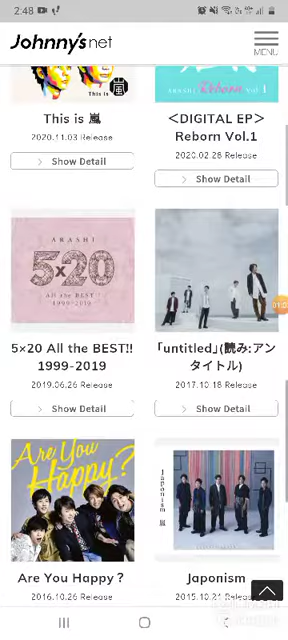 2:48
Johnny's net
MENU
This is 嵐
This is 嵐
2020.11.03 Release
Show Detail
ARASHI Reborn vol.1
＜DIGITAL EP＞
Reborn Vol.1
2020.02.28 Release
Show Detail
ARASHI
5×20
All the BEST!!
1999-2019
5×20 All the BEST!!
1999-2019
2019.06.26 Release
Show Detail
「untitled」(読み:アン
タイトル)
2017.10.18 Release
Show Detail
Are You
Happy?
Are You Happy？
2016.10.26 Release
Japonism 嵐
Japonism
2015.10.21 Release